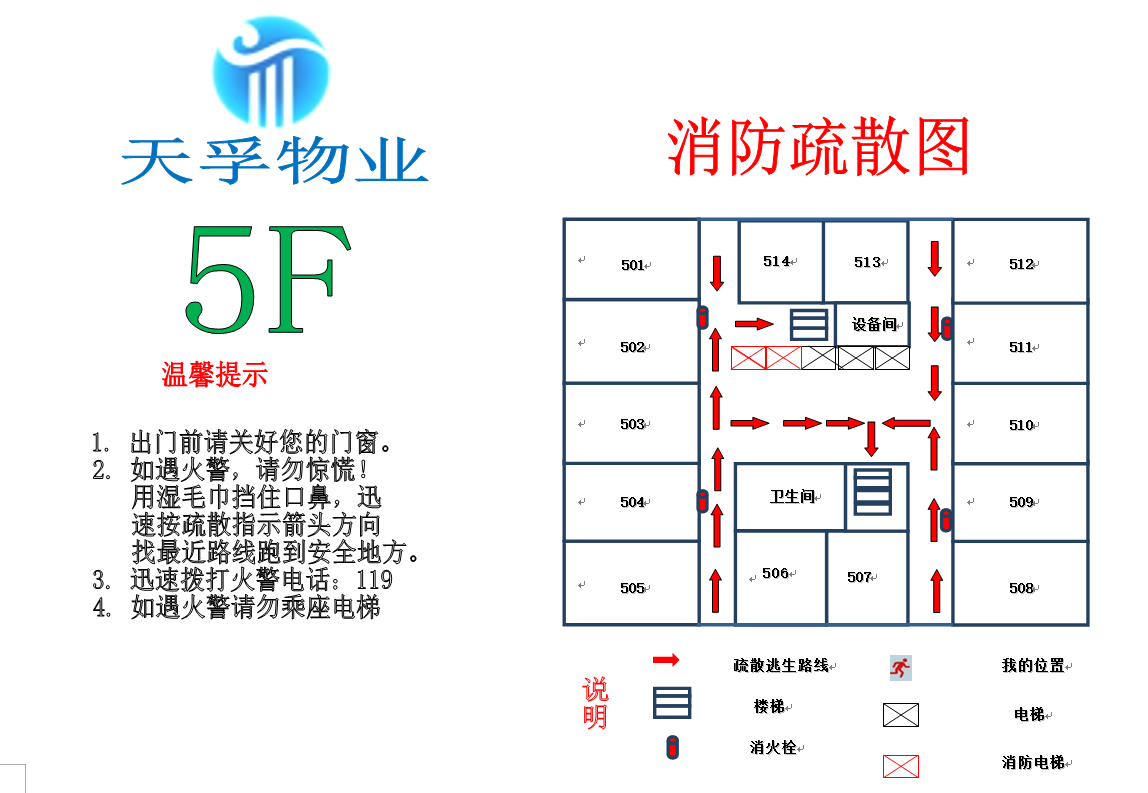 天孚物业
5F
温馨提示
1. 出门前请关好您的门窗。
2. 如遇火警，请勿惊慌！
用湿毛巾挡住口鼻，迅
速按疏散指示箭头方向
找最近路线跑到安全地方。
3. 迅速拨打火警电话：119
4. 如遇火警请勿乘座电梯
消防疏散图
501
514
513
512
502
设备间
511
503
510
504
卫生间
509
505
506
507
508
说明
疏散逃生路线
我的位置
楼梯
电梯
消火栓
消防电梯